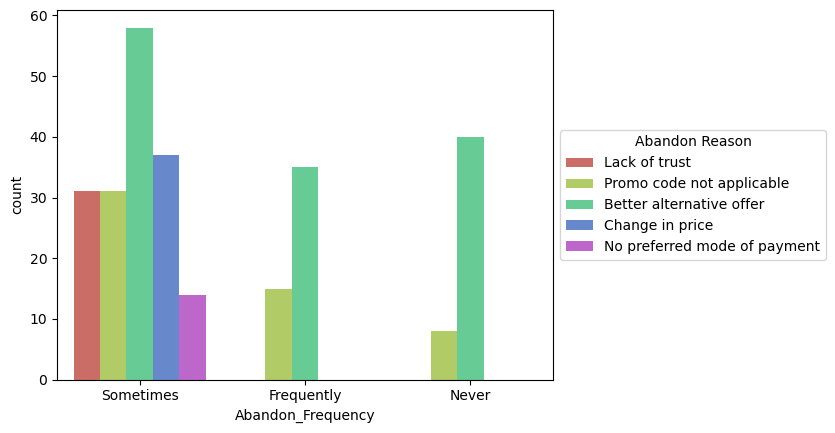 60
50
40
30
20
10
0
count
Sometimes
Frequently
Never
Abandon_Frequency
Abandon Reason
Lack of trust
Promo code not applicable
Better alternative offer
Change in price
No preferred mode of payment